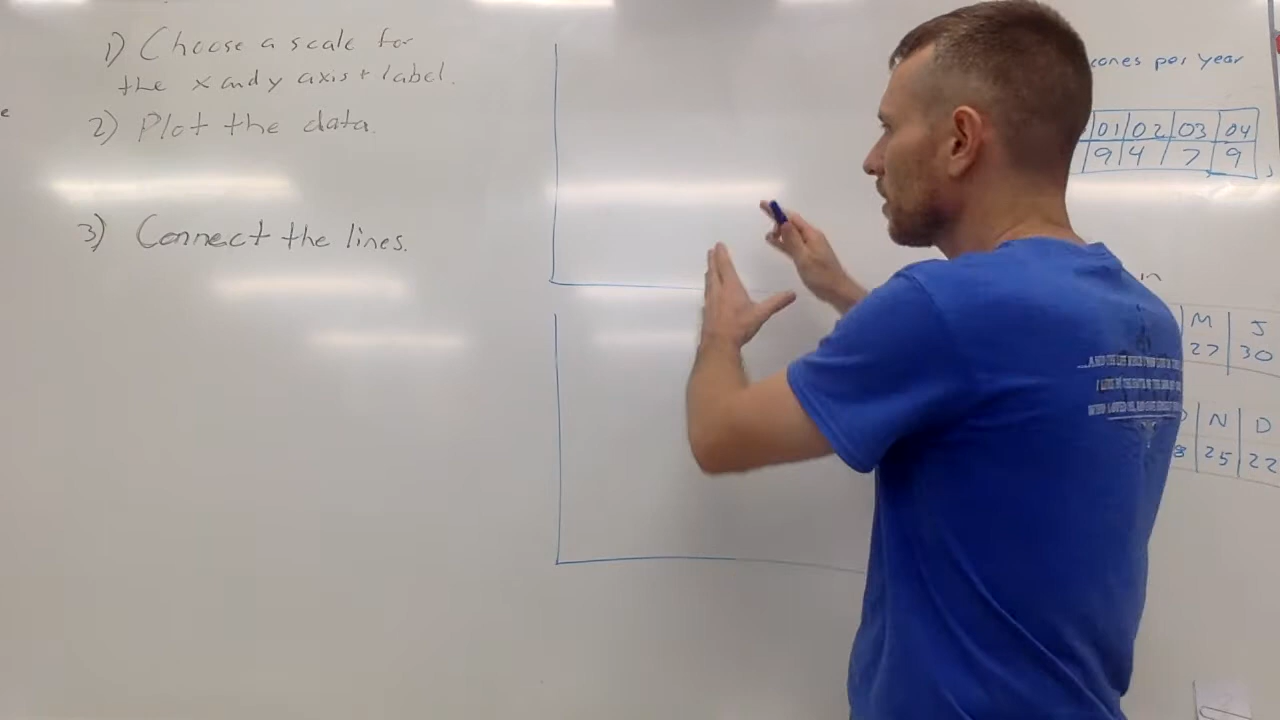 1) Choose a scale for
the x and y axis + label.
2) Plot the data.
3) Connect the lines.
e
per year
01 02 03 04
9 4 7 9
M J
27 30
N D
25 22